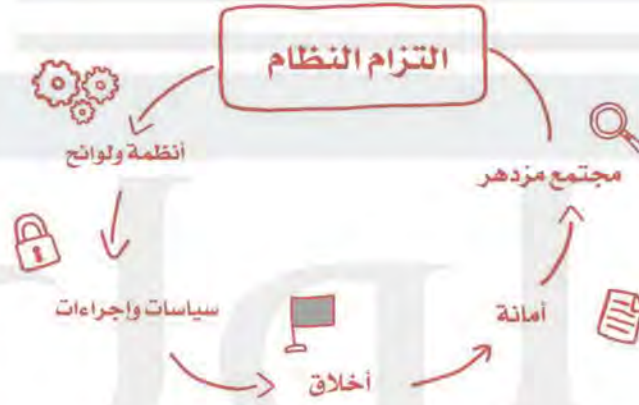 التزام النظام
أنظمة ولوائح
سياسات وإجراءات
أخلاق
أمانة
مجتمع مزدهر